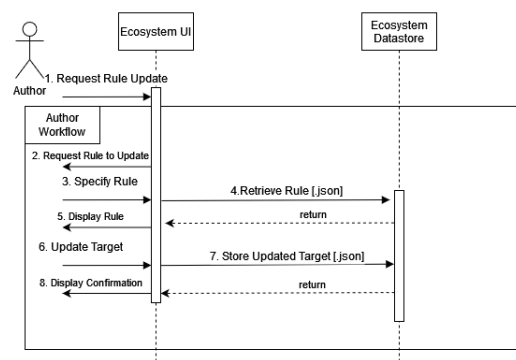 Ecosystem UI
Ecosystem
Datastore
1. Request Rule Update
Author
Author
Workflow
2. Request Rule to Update
3. Specify Rule
4.Retrieve Rule [.json]
5. Display Rule
return
6. Update Target
7. Store Updated Target [.json]
8. Display Confirmation
return